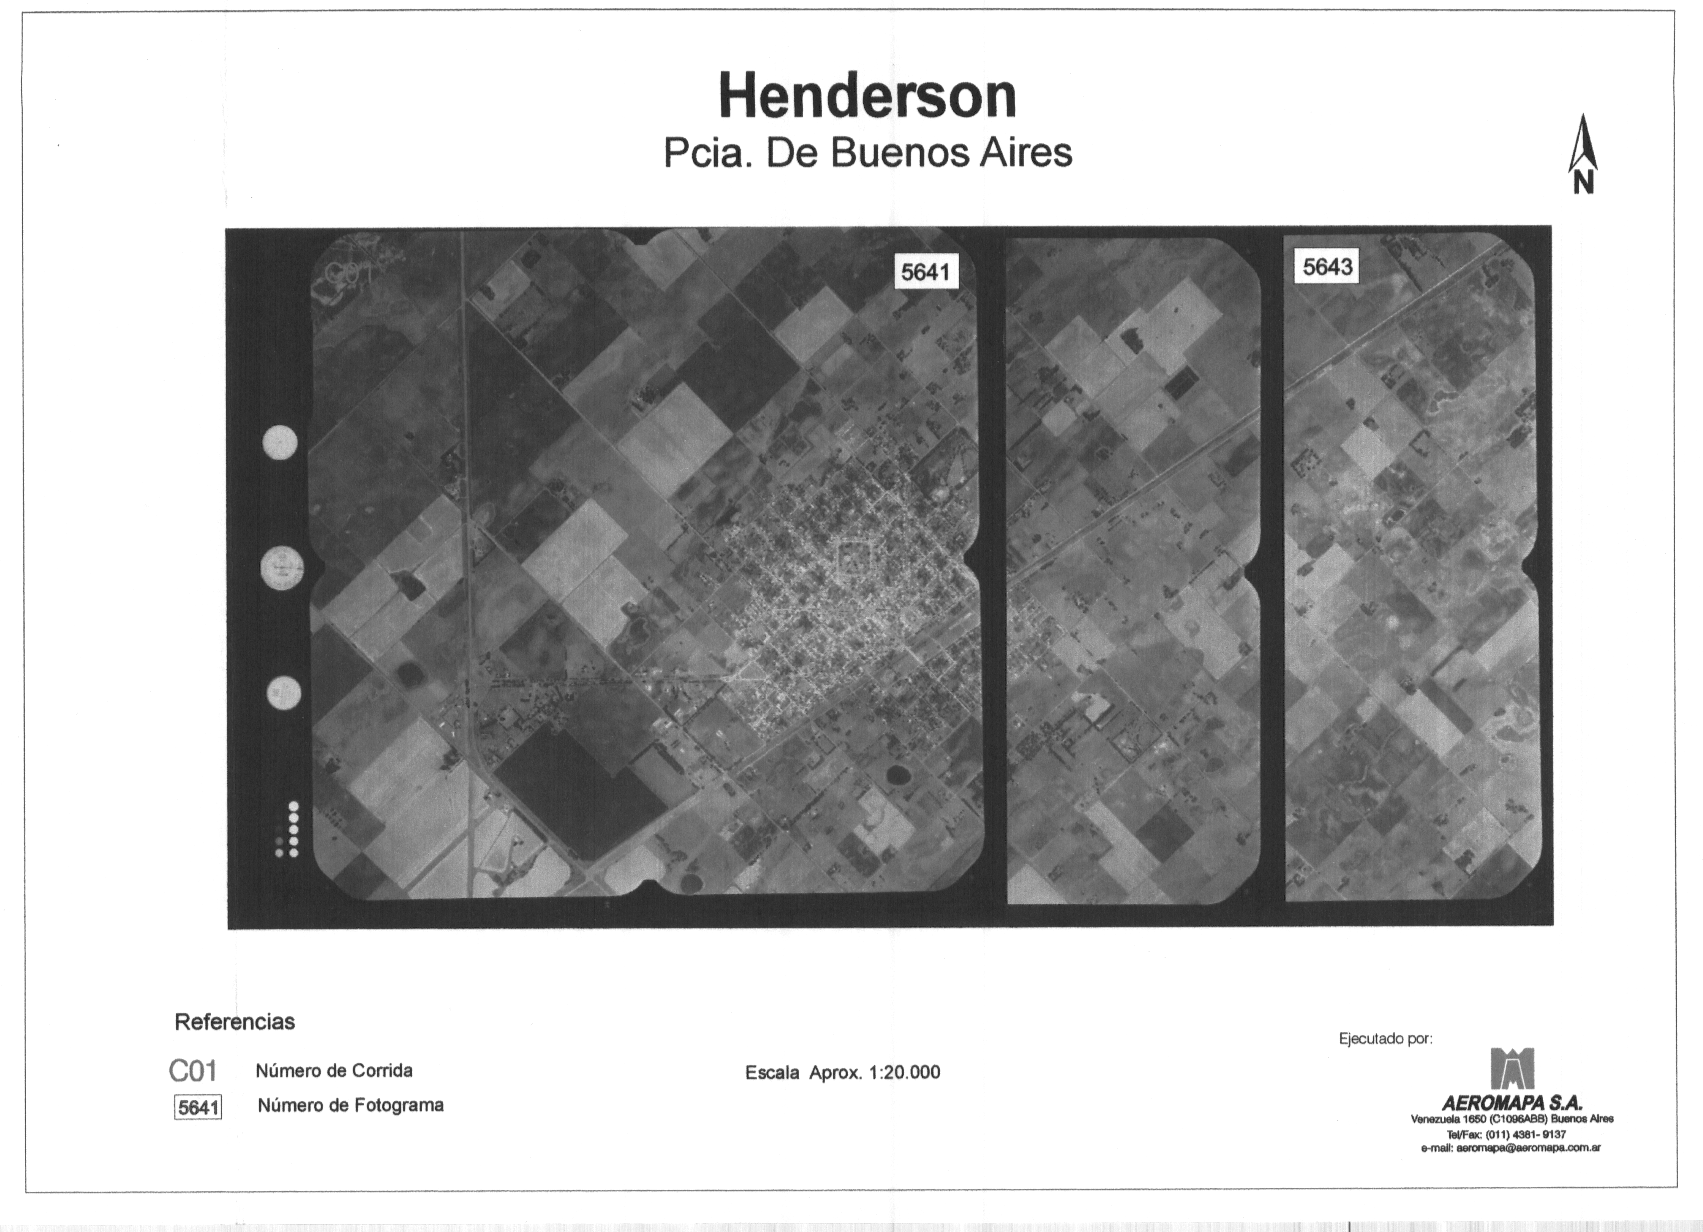 Henderson
Pcia. De Buenos Aires
N
5641
5643
Referencias
C01 Número de Corrida
5641 Número de Fotograma
Escala Aprox. 1:20.000
Ejecutado por:
AEROMAPA S.A.
Venezuela 1650 (C1096ABB) Buenos Aires
Tel/Fax: (011) 4381- 9137
e-mail: aeromapa@aeromapa.com.ar